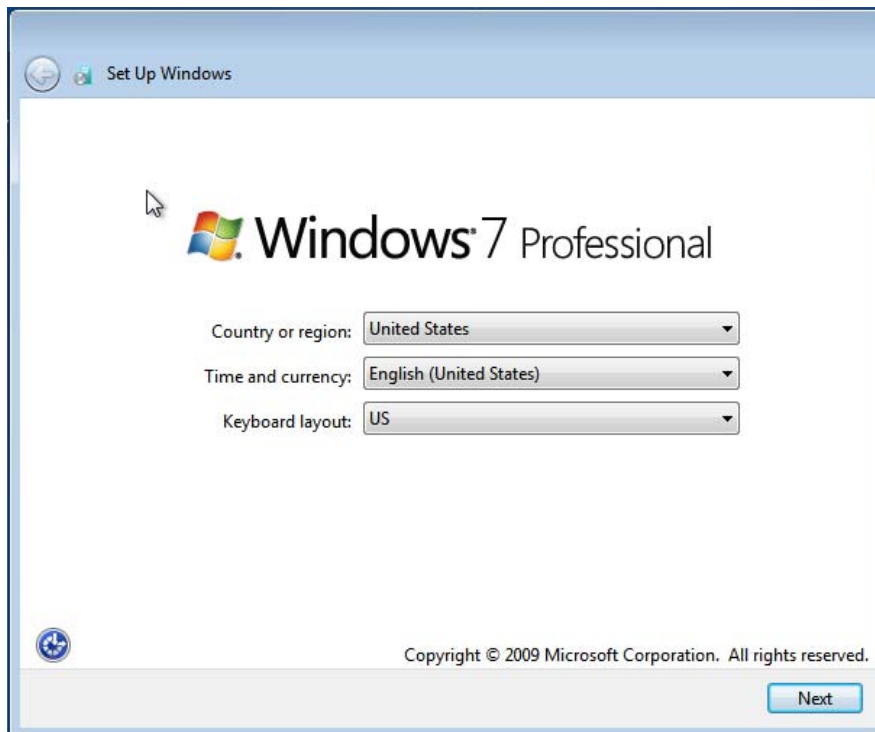 Set Up Windows
Windows® 7 Professional
Country or region: United States
Time and currency: English (United States)
Keyboard layout: US
Copyright © 2009 Microsoft Corporation. All rights reserved.
Next